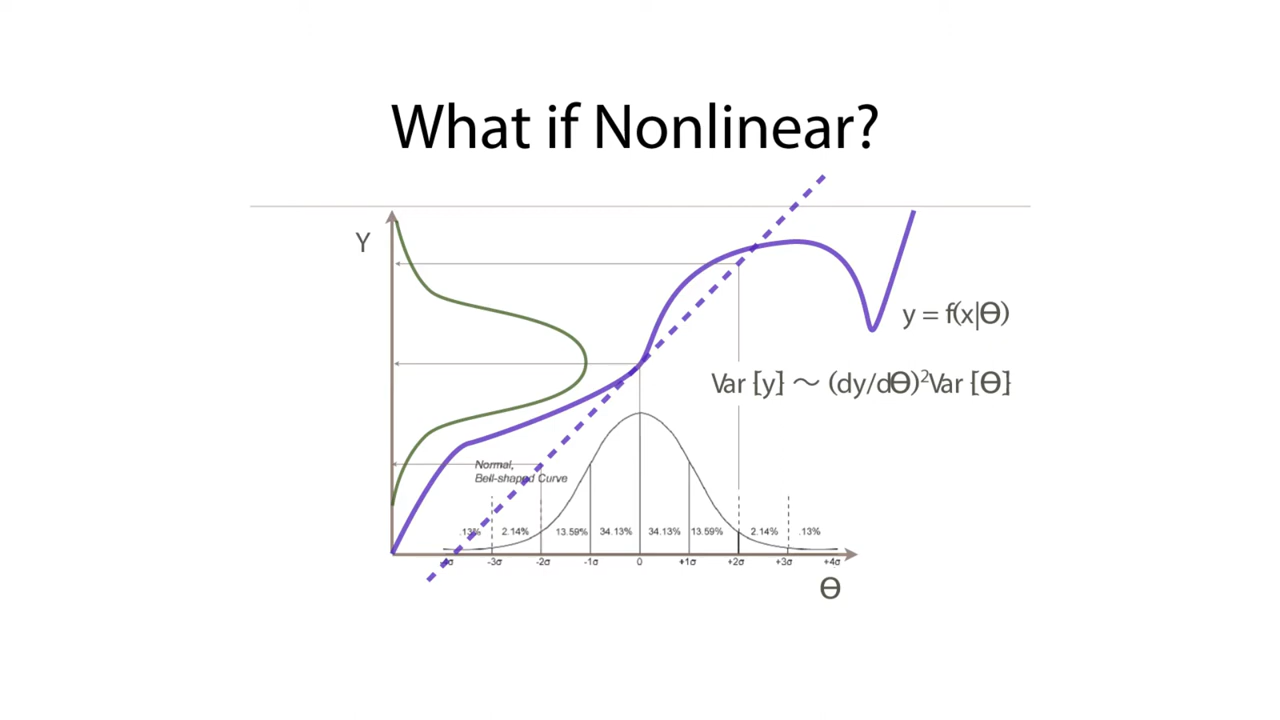 What if Nonlinear?
Y
y = f(x|Θ)
Var [y] ～ (dy/dΘ)²Var [Θ]
Normal,
Bell-shaped Curve
.13% 2.14% 13.59% 34.13% 34.13% 13.59% 2.14% .13%
-3σ -2σ -1σ 0 +1σ +2σ +3σ +4σ
Θ